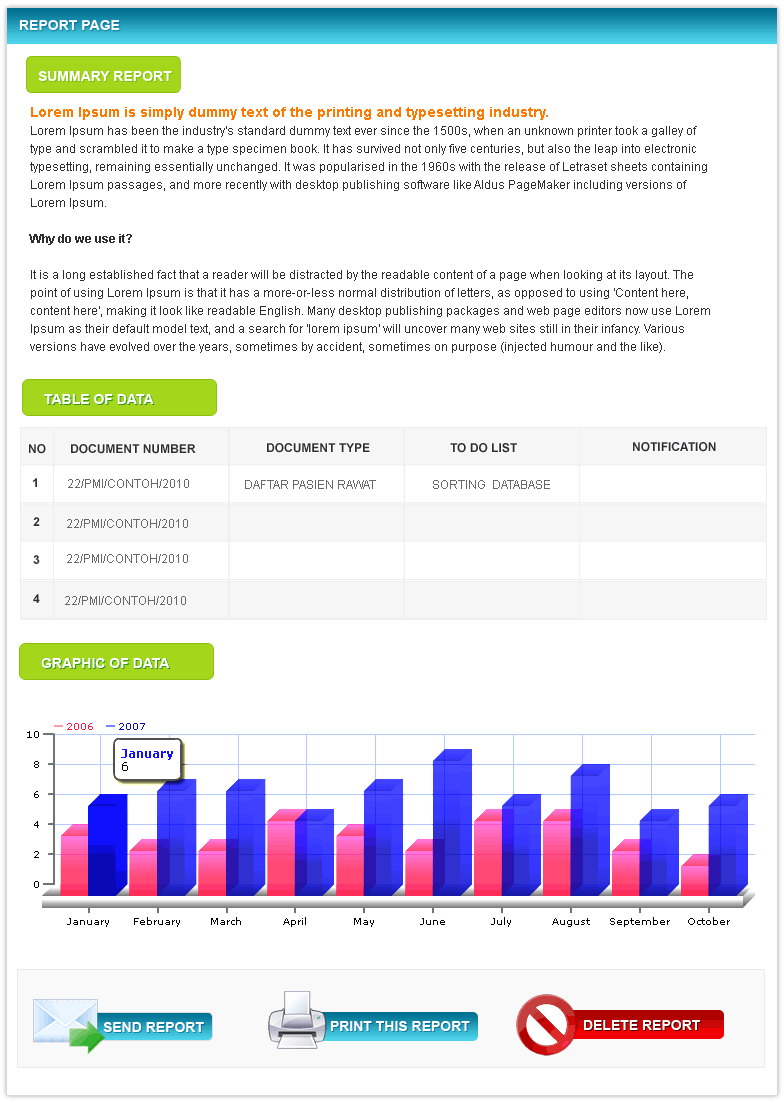 REPORT PAGE
SUMMARY REPORT
Lorem Ipsum is simply dummy text of the printing and typesetting industry.
Lorem Ipsum has been the industry's standard dummy text ever since the 1500s, when an unknown printer took a galley of
type and scrambled it to make a type specimen book. It has survived not only five centuries, but also the leap into electronic
typesetting, remaining essentially unchanged. It was popularised in the 1960s with the release of Letraset sheets containing
Lorem Ipsum passages, and more recently with desktop publishing software like Aldus PageMaker including versions of
Lorem Ipsum.
Why do we use it?
It is a long established fact that a reader will be distracted by the readable content of a page when looking at its layout. The
point of using Lorem Ipsum is that it has a more-or-less normal distribution of letters, as opposed to using 'Content here,
content here', making it look like readable English. Many desktop publishing packages and web page editors now use Lorem
Ipsum as their default model text, and a search for 'lorem ipsum' will uncover many web sites still in their infancy. Various
versions have evolved over the years, sometimes by accident, sometimes on purpose (injected humour and the like).
TABLE OF DATA
NO DOCUMENT NUMBER DOCUMENT TYPE TO DO LIST NOTIFICATION
1 22/PMI/CONTOH/2010 DAFTAR PASIEN RAWAT SORTING DATABASE
2 22/PMI/CONTOH/2010
3 22/PMI/CONTOH/2010
4 22/PMI/CONTOH/2010
GRAPHIC OF DATA
2006 2007
10
January
6
8
6
4
2
0
January February March April May June July August September October
SEND REPORT PRINT THIS REPORT DELETE REPORT